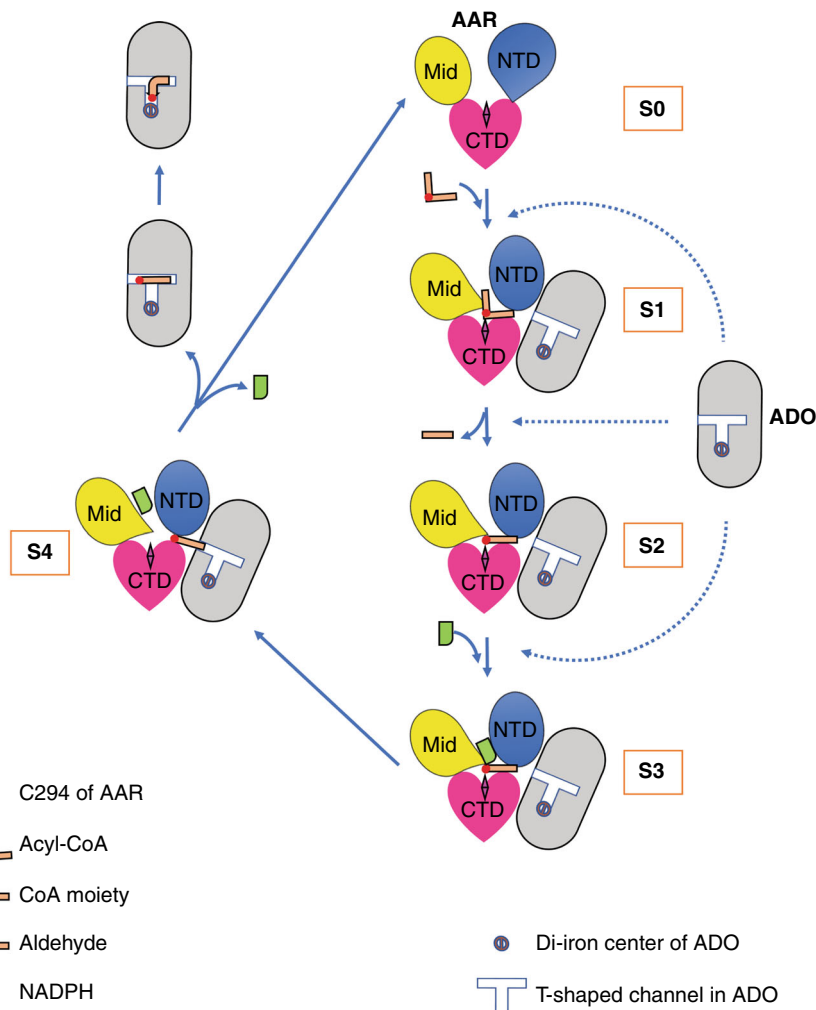 AAR
Mid
NTD
CTD
S0
Mid
NTD
CTD
S1
ADO
Mid
NTD
CTD
S2
Mid
NTD
CTD
S4
Mid
NTD
CTD
S3
C294 of AAR
Acyl-CoA
CoA moiety
Aldehyde
NADPH
Di-iron center of ADO
T-shaped channel in ADO